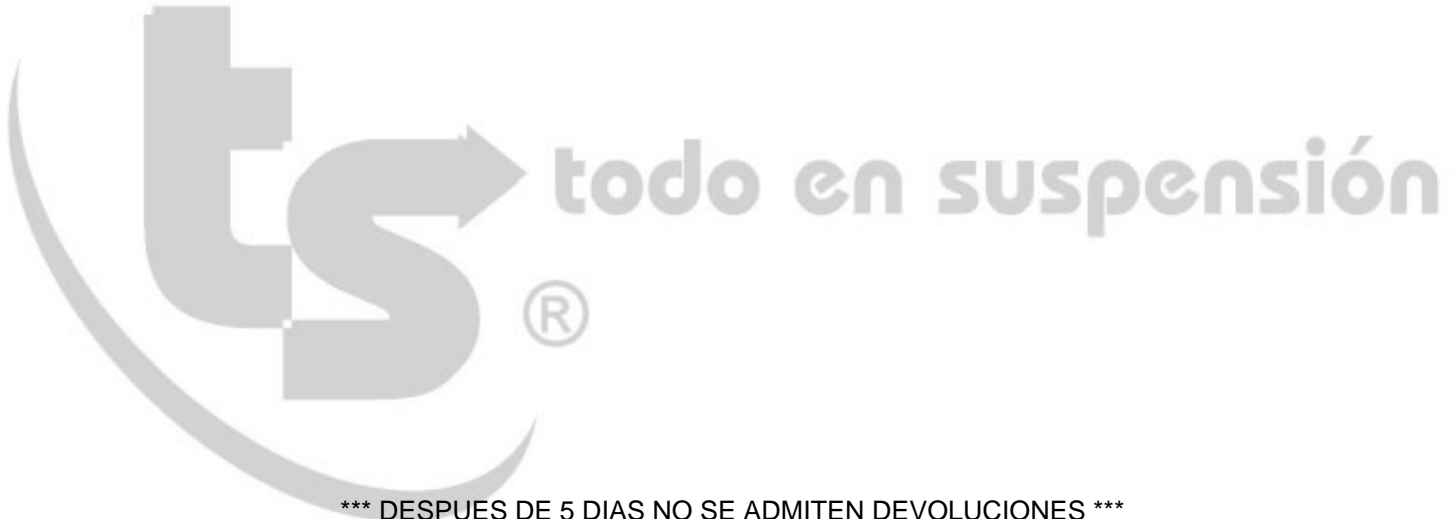 ts todo en suspensión
®
*** DESPUES DE 5 DIAS NO SE ADMITEN DEVOLUCIONES ***